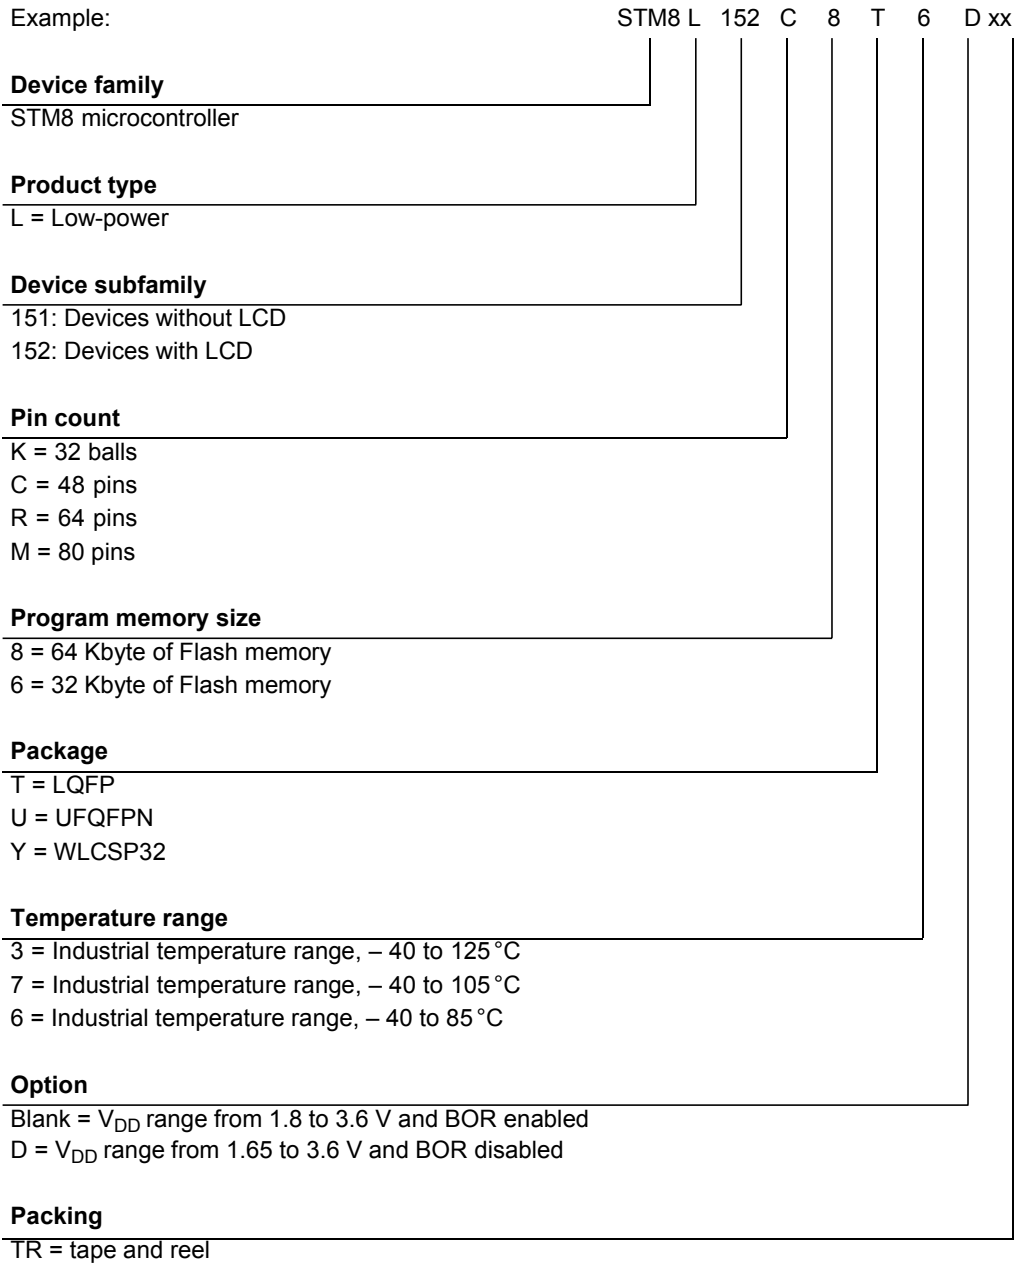 Example: STM8 L 152 C 8 T 6 D xx
Device family
STM8 microcontroller
Product type
L = Low-power
Device subfamily
151: Devices without LCD
152: Devices with LCD
Pin count
K = 32 balls
C = 48 pins
R = 64 pins
M = 80 pins
Program memory size
8 = 64 Kbyte of Flash memory
6 = 32 Kbyte of Flash memory
Package
T = LQFP
U = UFQFPN
Y = WLCSP32
Temperature range
3 = Industrial temperature range, – 40 to 125 °C
7 = Industrial temperature range, – 40 to 105 °C
6 = Industrial temperature range, – 40 to 85 °C
Option
Blank = VDD range from 1.8 to 3.6 V and BOR enabled
D = VDD range from 1.65 to 3.6 V and BOR disabled
Packing
TR = tape and reel